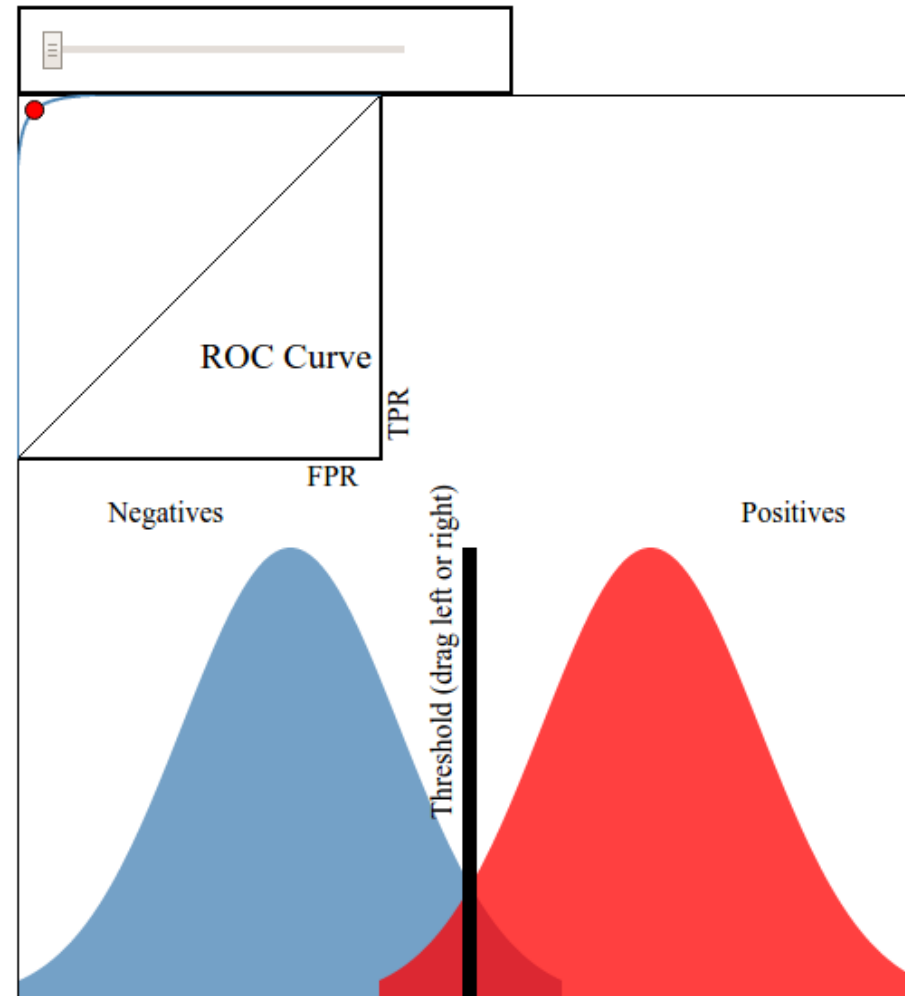 ROC Curve
TPR
FPR
Negatives
Threshold (drag left or right)
Positives